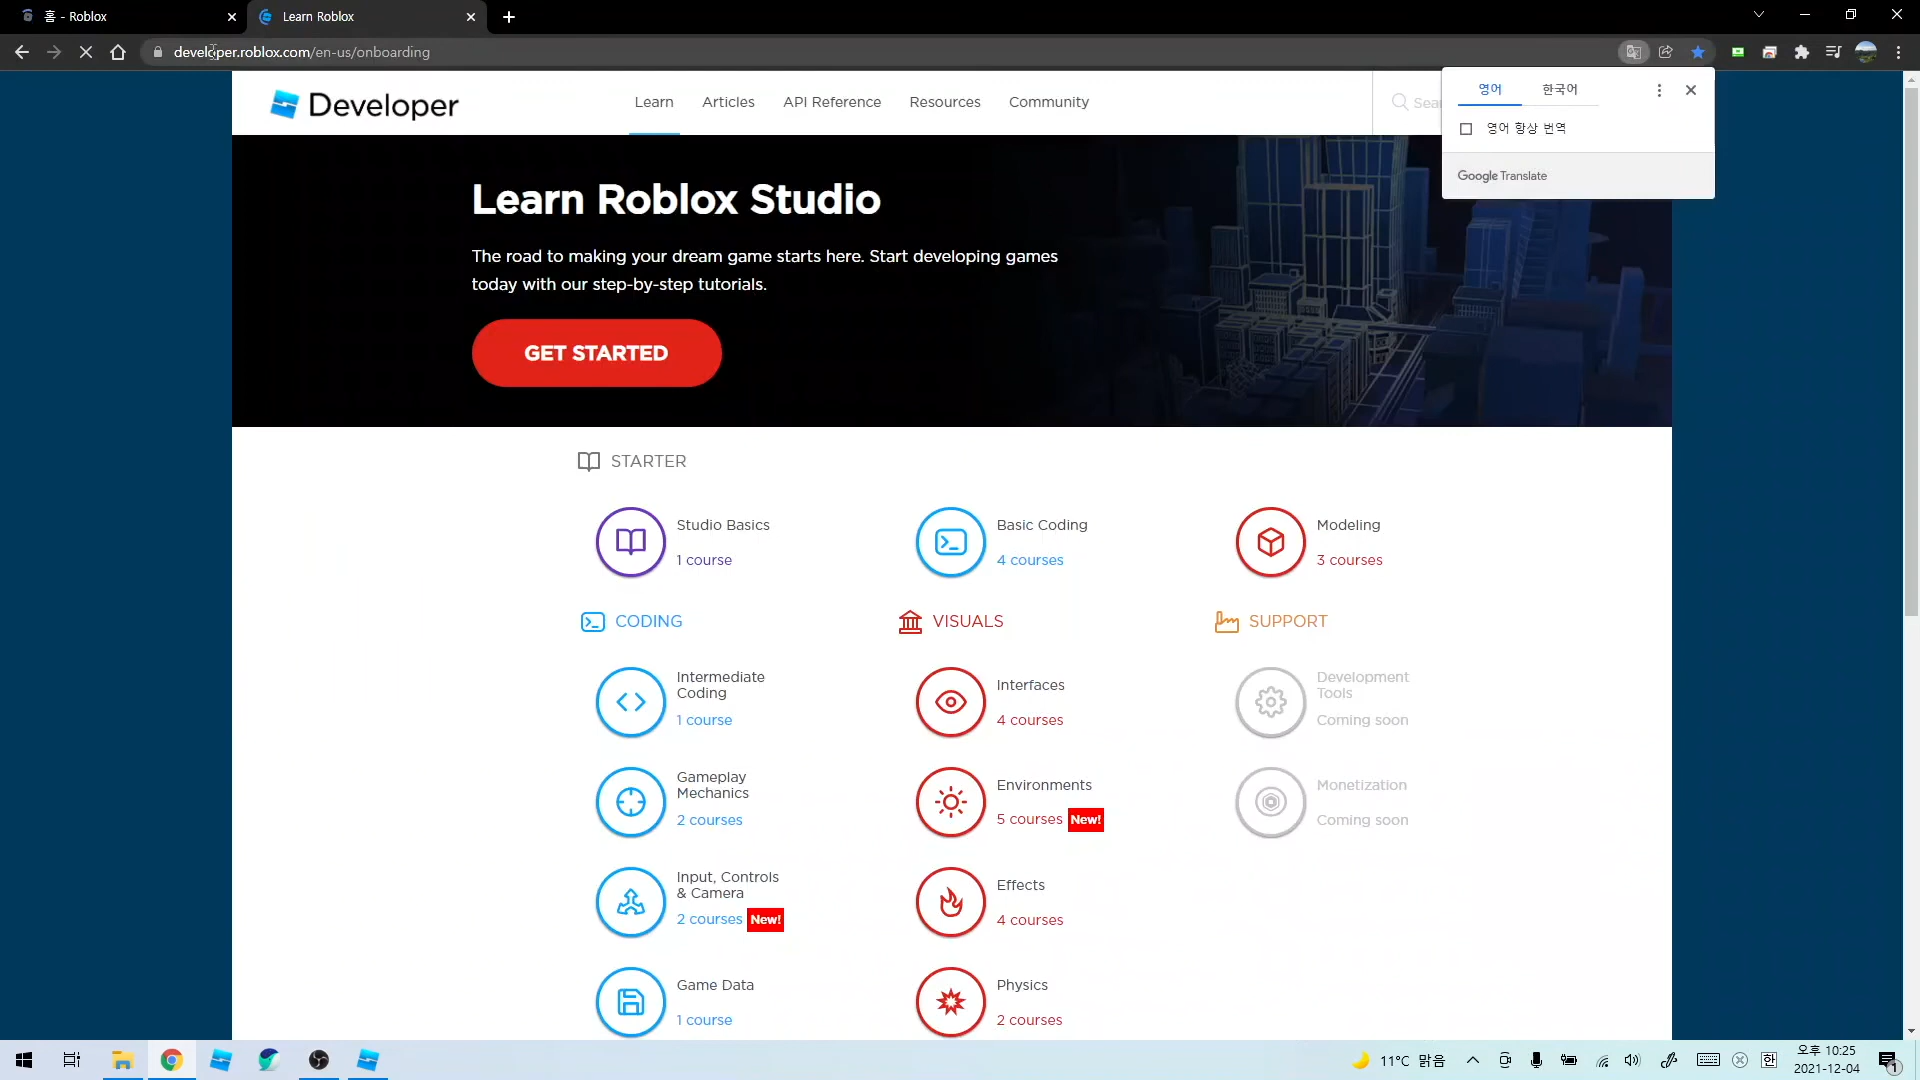 홈 - Roblox
Learn Roblox
developer.roblox.com/en-us/onboarding
Developer
Learn
Articles
API Reference
Resources
Community
Sear
영어
한국어
영어 항상 번역
Google Translate
Learn Roblox Studio
The road to making your dream game starts here. Start developing games
today with our step-by-step tutorials.
GET STARTED
STARTER
Studio Basics
1 course
Basic Coding
4 courses
Modeling
3 courses
CODING
VISUALS
SUPPORT
Intermediate
Coding
1 course
Interfaces
4 courses
Development
Tools
Coming soon
Gameplay
Mechanics
2 courses
Environments
5 courses New!
Monetization
Coming soon
Input, Controls
& Camera
2 courses New!
Effects
4 courses
Game Data
1 course
Physics
2 courses
11°C 맑음
한
오후 10:25
2021-12-04
1